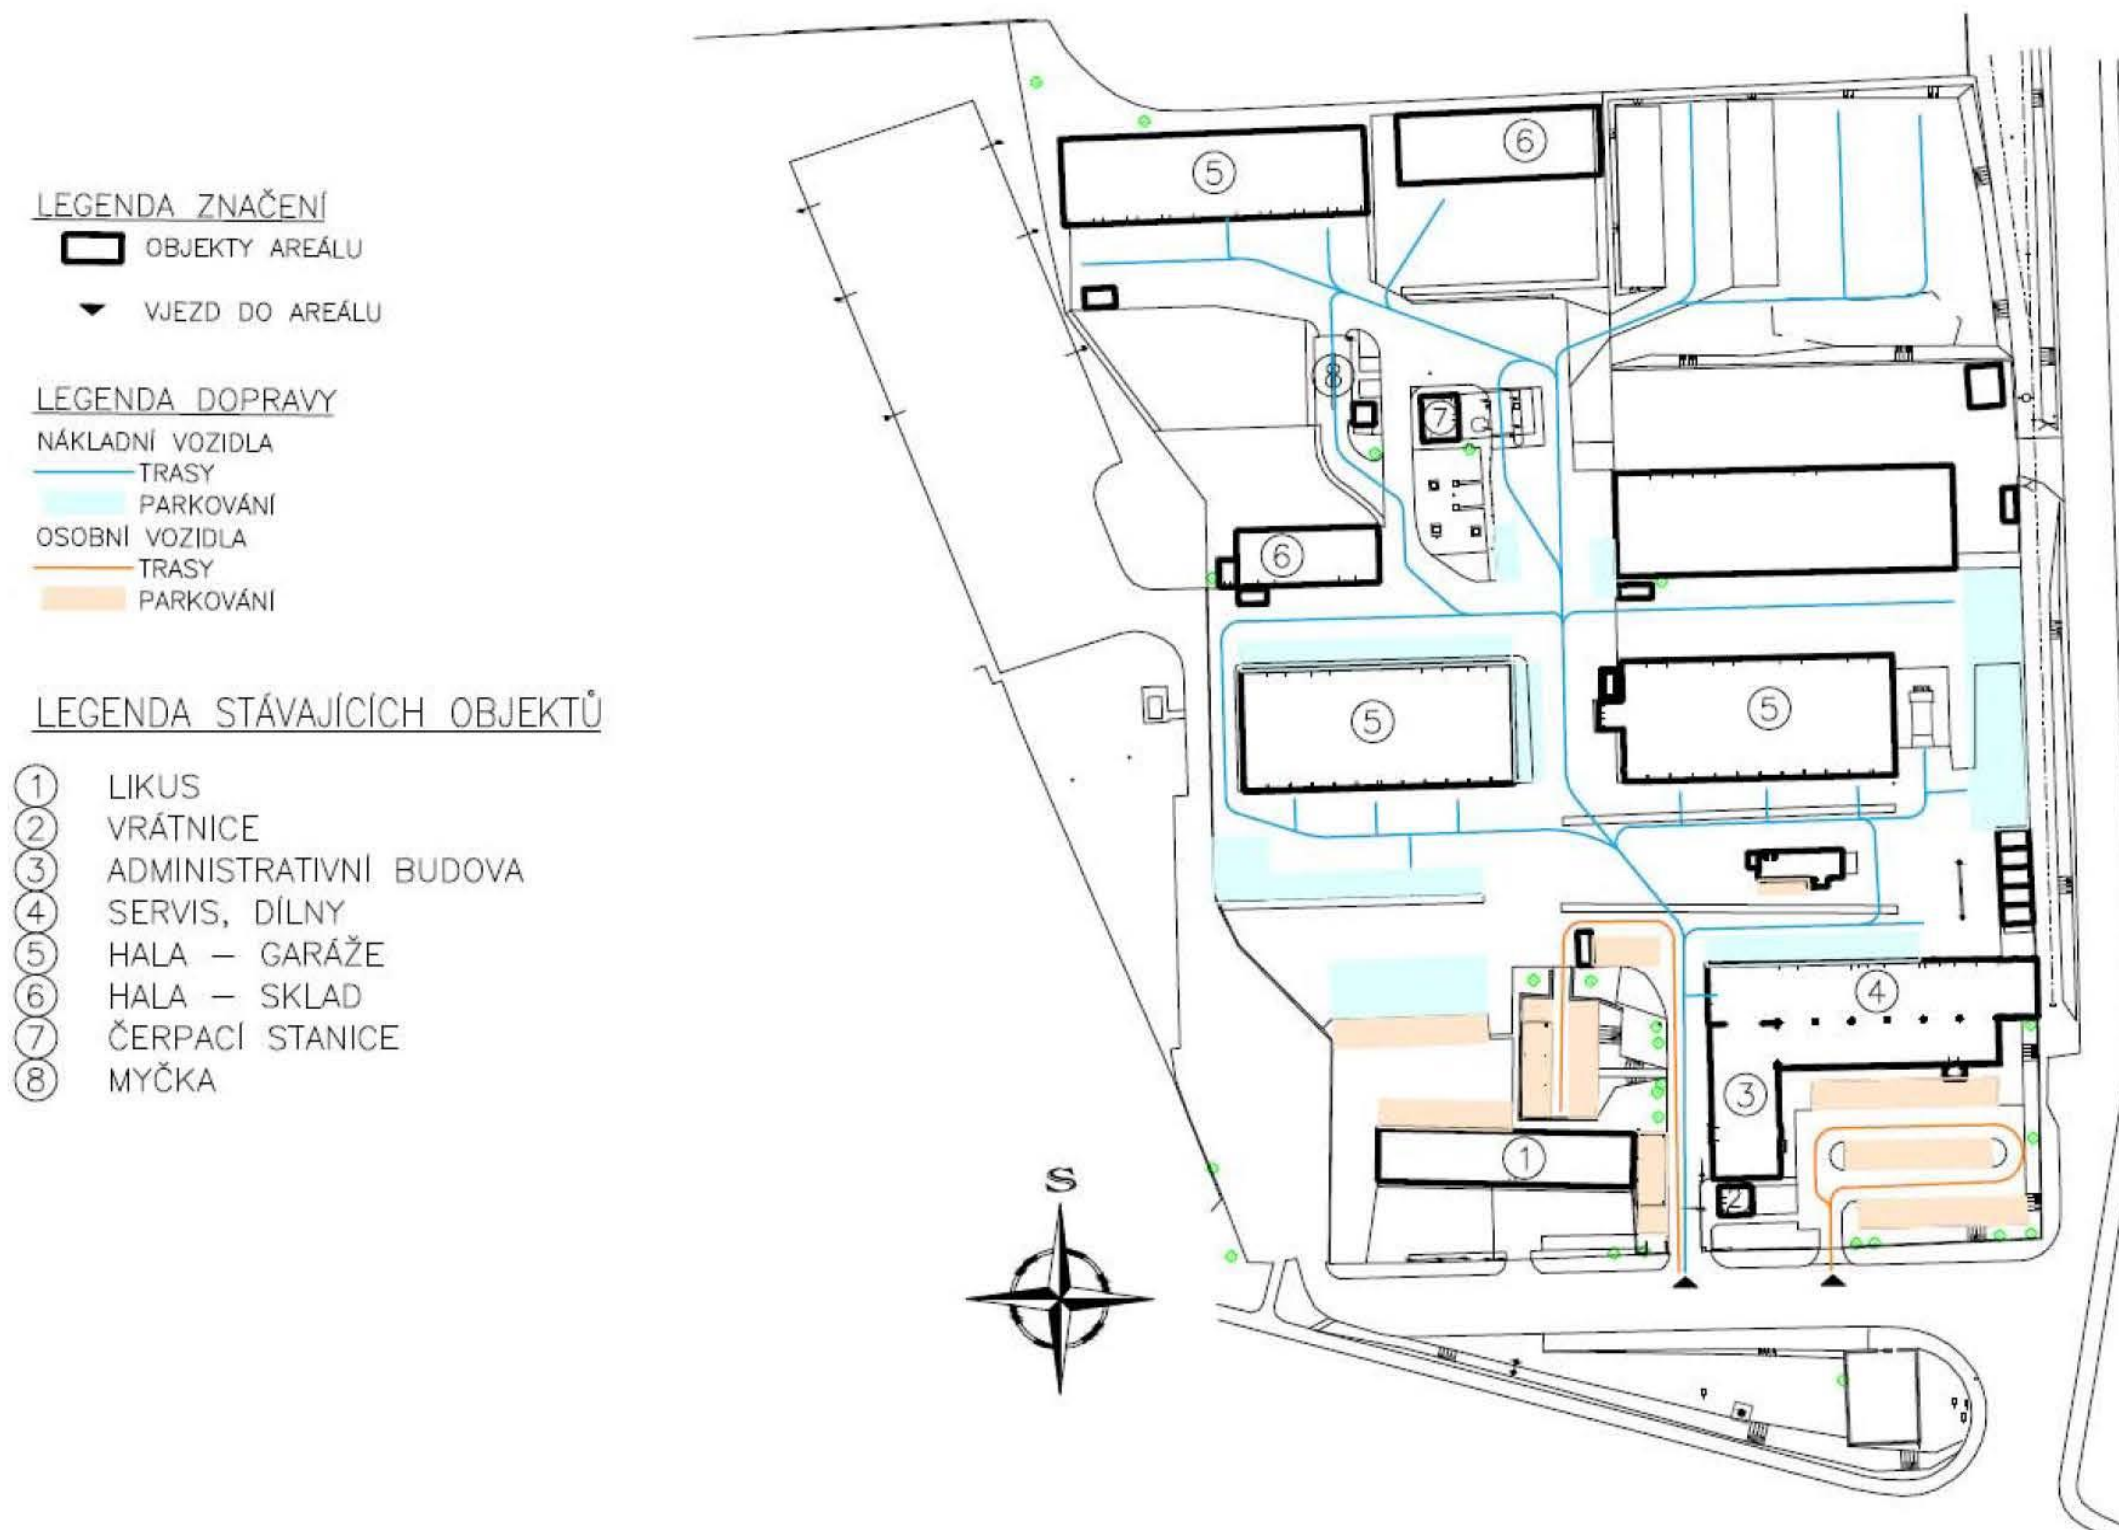 LEGENDA ZNAČENÍ
OBJEKTY AREÁLU
VJEZD DO AREÁLU
LEGENDA DOPRAVY
NÁKLADNÍ VOZIDLA
TRASY
PARKOVÁNÍ
OSOBNÍ VOZIDLA
TRASY
PARKOVÁNÍ
LEGENDA STÁVAJÍCÍCH OBJEKTŮ
1 LIKUS
2 VRÁTNICE
3 ADMINISTRATIVNÍ BUDOVA
4 SERVIS, DÍLNY
5 HALA – GARÁŽE
6 HALA – SKLAD
7 ČERPACÍ STANICE
8 MYČKA
5
6
8
7
6
5
5
4
3
1
2
S